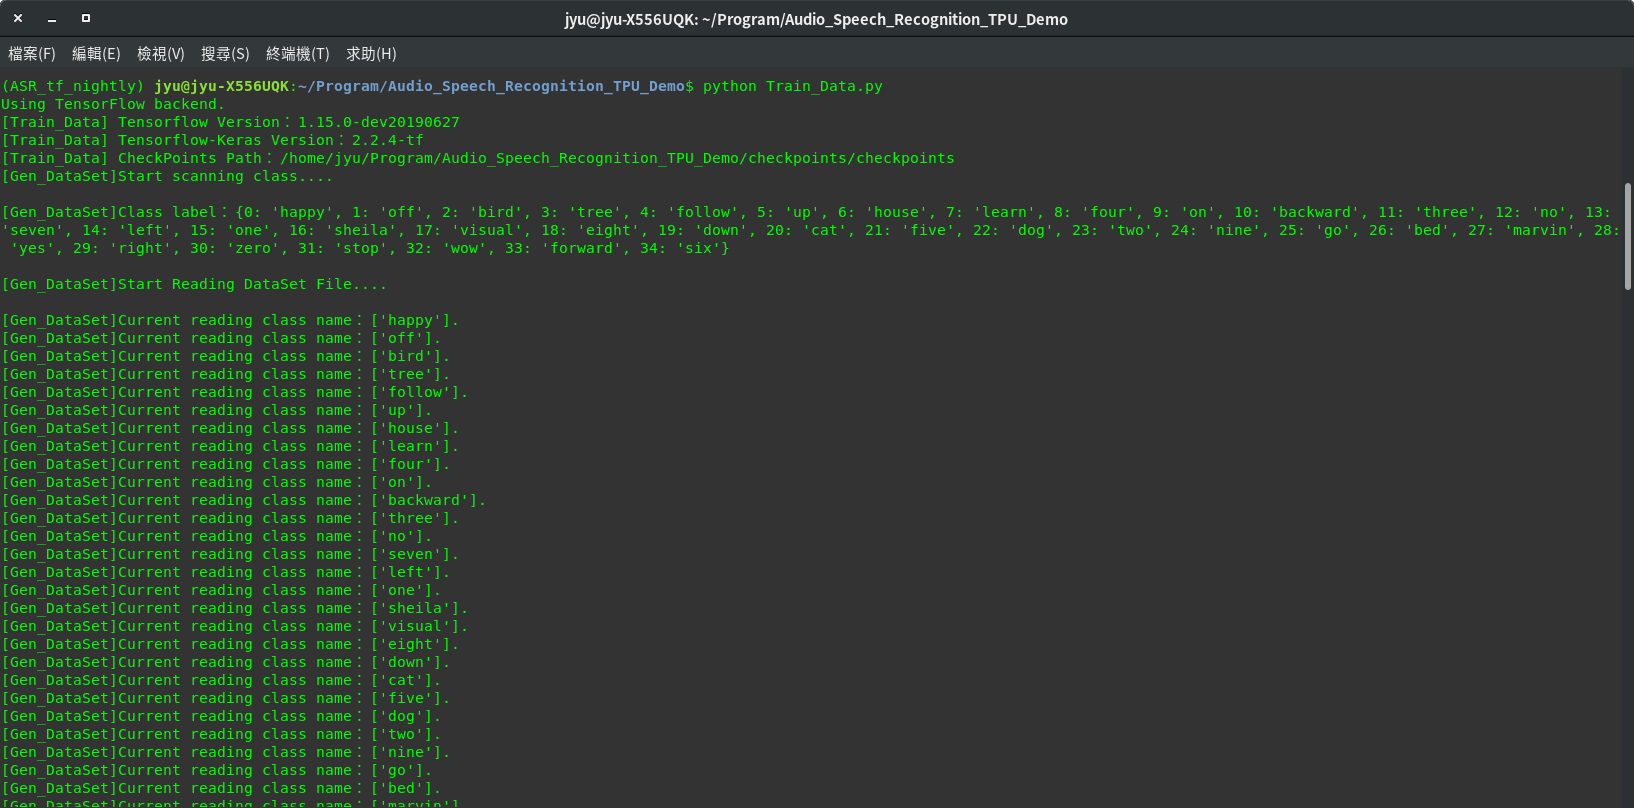 jyu@jyu-X556UQK: ~/Program/Audio_Speech_Recognition_TPU_Demo
檔案(F) 編輯(E) 檢視(V) 搜尋(S) 終端機(T) 求助(H)
(ASR_tf_nightly) jyu@jyu-X556UQK:~/Program/Audio_Speech_Recognition_TPU_Demo$ python Train_Data.py
Using TensorFlow backend.
[Train_Data] Tensorflow Version：1.15.0-dev20190627
[Train_Data] Tensorflow-Keras Version：2.2.4-tf
[Train_Data] CheckPoints Path：/home/jyu/Program/Audio_Speech_Recognition_TPU_Demo/checkpoints/checkpoints
[Gen_DataSet]Start scanning class....
[Gen_DataSet]Class label：{0: 'happy', 1: 'off', 2: 'bird', 3: 'tree', 4: 'follow', 5: 'up', 6: 'house', 7: 'learn', 8: 'four', 9: 'on', 10: 'backward', 11: 'three', 12: 'no', 13:
'seven', 14: 'left', 15: 'one', 16: 'sheila', 17: 'visual', 18: 'eight', 19: 'down', 20: 'cat', 21: 'five', 22: 'dog', 23: 'two', 24: 'nine', 25: 'go', 26: 'bed', 27: 'marvin', 28:
'yes', 29: 'right', 30: 'zero', 31: 'stop', 32: 'wow', 33: 'forward', 34: 'six'}
[Gen_DataSet]Start Reading DataSet File....
[Gen_DataSet]Current reading class name：['happy'].
[Gen_DataSet]Current reading class name：['off'].
[Gen_DataSet]Current reading class name：['bird'].
[Gen_DataSet]Current reading class name：['tree'].
[Gen_DataSet]Current reading class name：['follow'].
[Gen_DataSet]Current reading class name：['up'].
[Gen_DataSet]Current reading class name：['house'].
[Gen_DataSet]Current reading class name：['learn'].
[Gen_DataSet]Current reading class name：['four'].
[Gen_DataSet]Current reading class name：['on'].
[Gen_DataSet]Current reading class name：['backward'].
[Gen_DataSet]Current reading class name：['three'].
[Gen_DataSet]Current reading class name：['no'].
[Gen_DataSet]Current reading class name：['seven'].
[Gen_DataSet]Current reading class name：['left'].
[Gen_DataSet]Current reading class name：['one'].
[Gen_DataSet]Current reading class name：['sheila'].
[Gen_DataSet]Current reading class name：['visual'].
[Gen_DataSet]Current reading class name：['eight'].
[Gen_DataSet]Current reading class name：['down'].
[Gen_DataSet]Current reading class name：['cat'].
[Gen_DataSet]Current reading class name：['five'].
[Gen_DataSet]Current reading class name：['dog'].
[Gen_DataSet]Current reading class name：['two'].
[Gen_DataSet]Current reading class name：['nine'].
[Gen_DataSet]Current reading class name：['go'].
[Gen_DataSet]Current reading class name：['bed'].
[Gen_DataSet]Current reading class name：['marvin']